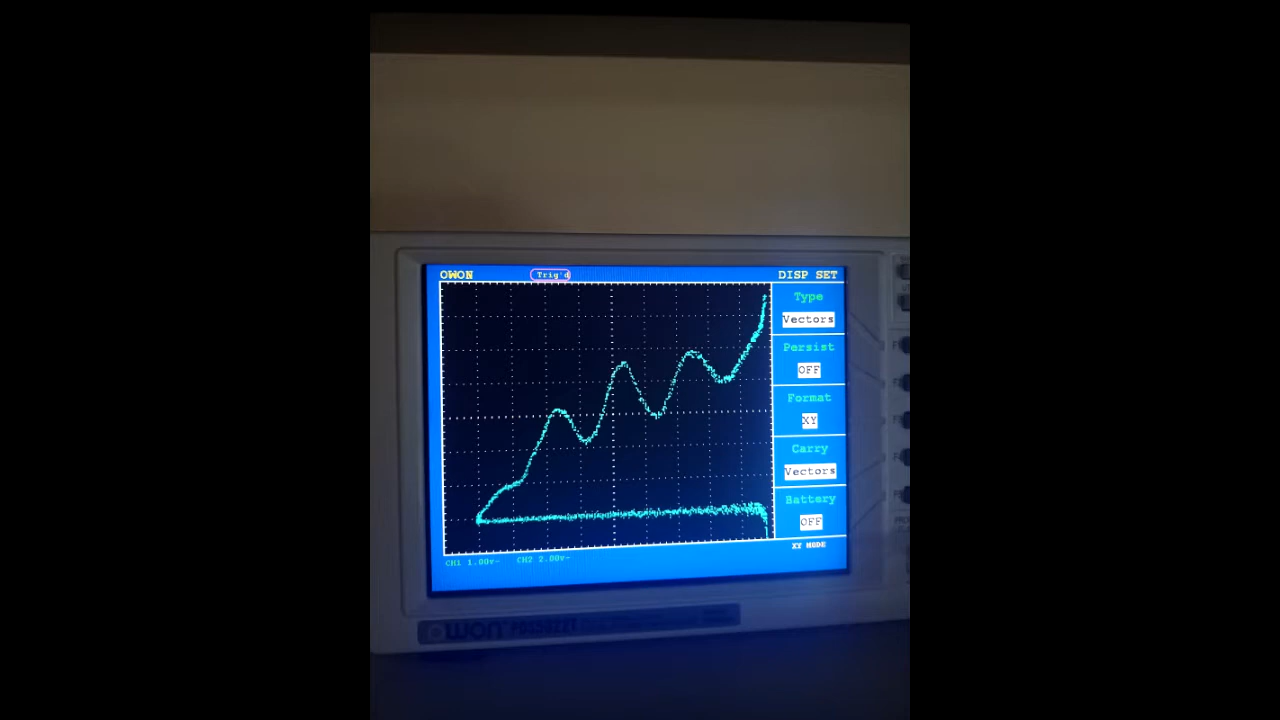 OWON Trig'd DISP SET
Type
Vectors
Persist
OFF
Format
XY
Carry
Vectors
Battery
OFF
XY MODE
CH1 1.00v~ CH2 2.00v~
OWON